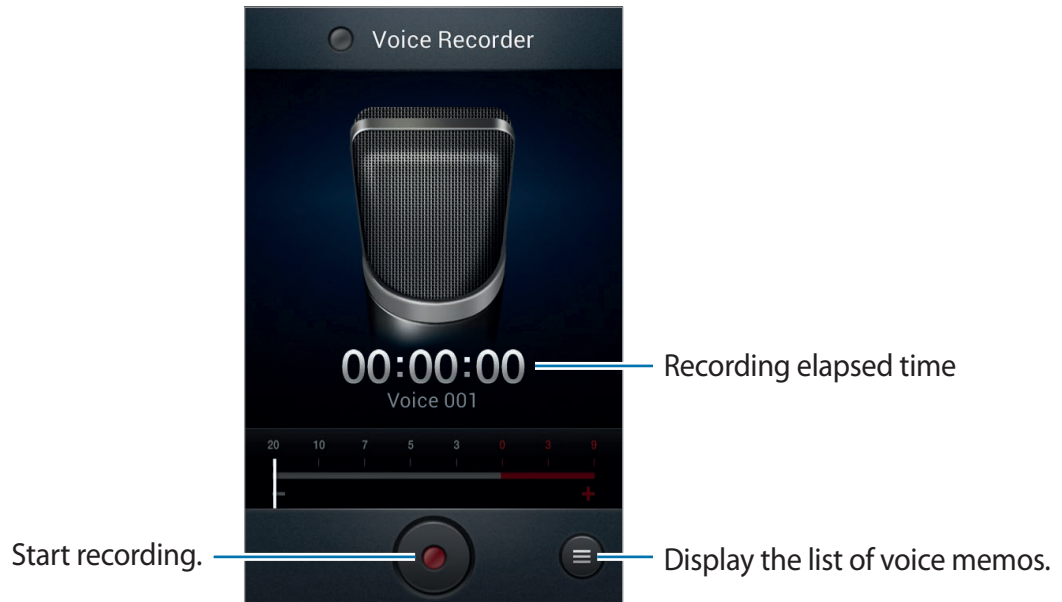 Voice Recorder
00:00:00
Recording elapsed time
Voice 001
20 10 7 5 3 0 3 9
- +
Start recording.
Display the list of voice memos.